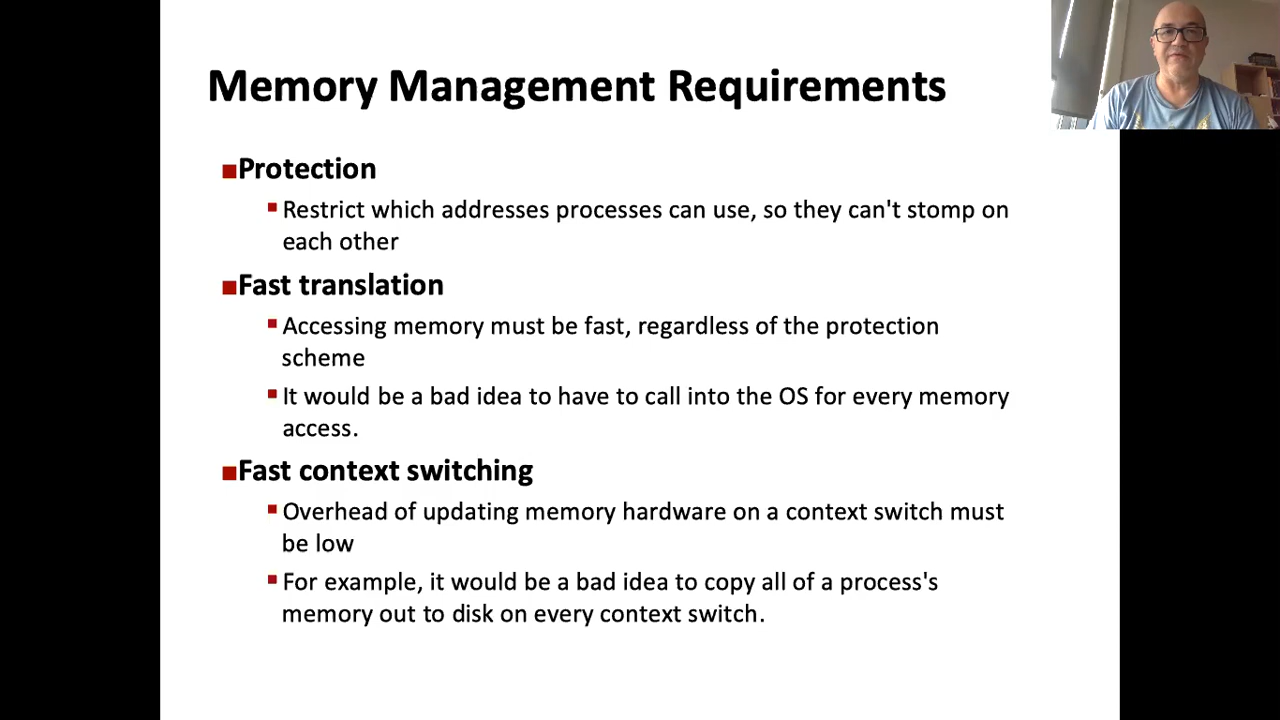 Memory Management Requirements
■Protection
▪Restrict which addresses processes can use, so they can't stomp on
each other
■Fast translation
▪Accessing memory must be fast, regardless of the protection
scheme
▪It would be a bad idea to have to call into the OS for every memory
access.
■Fast context switching
▪Overhead of updating memory hardware on a context switch must
be low
▪For example, it would be a bad idea to copy all of a process's
memory out to disk on every context switch.